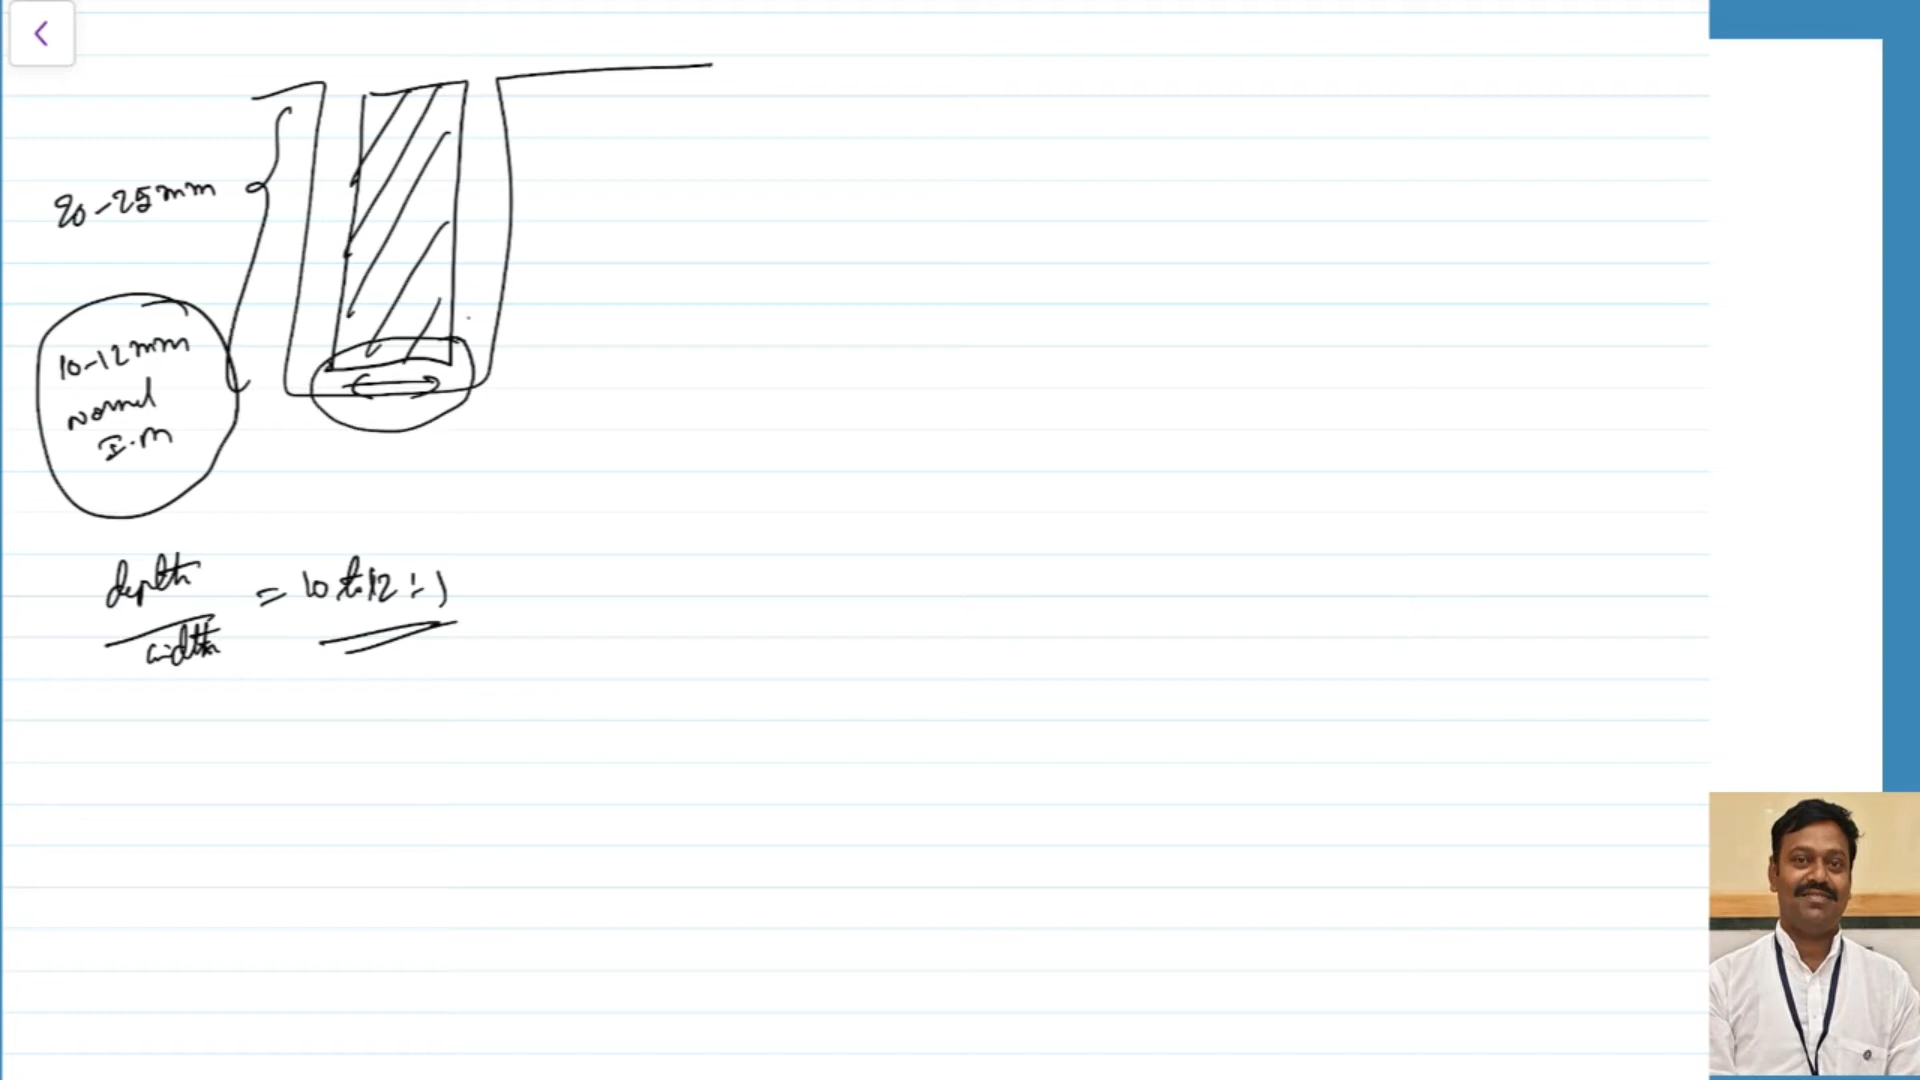 20-25mm
10-12mm
normal
I.M
depth
width
= 10 to 12 : 1